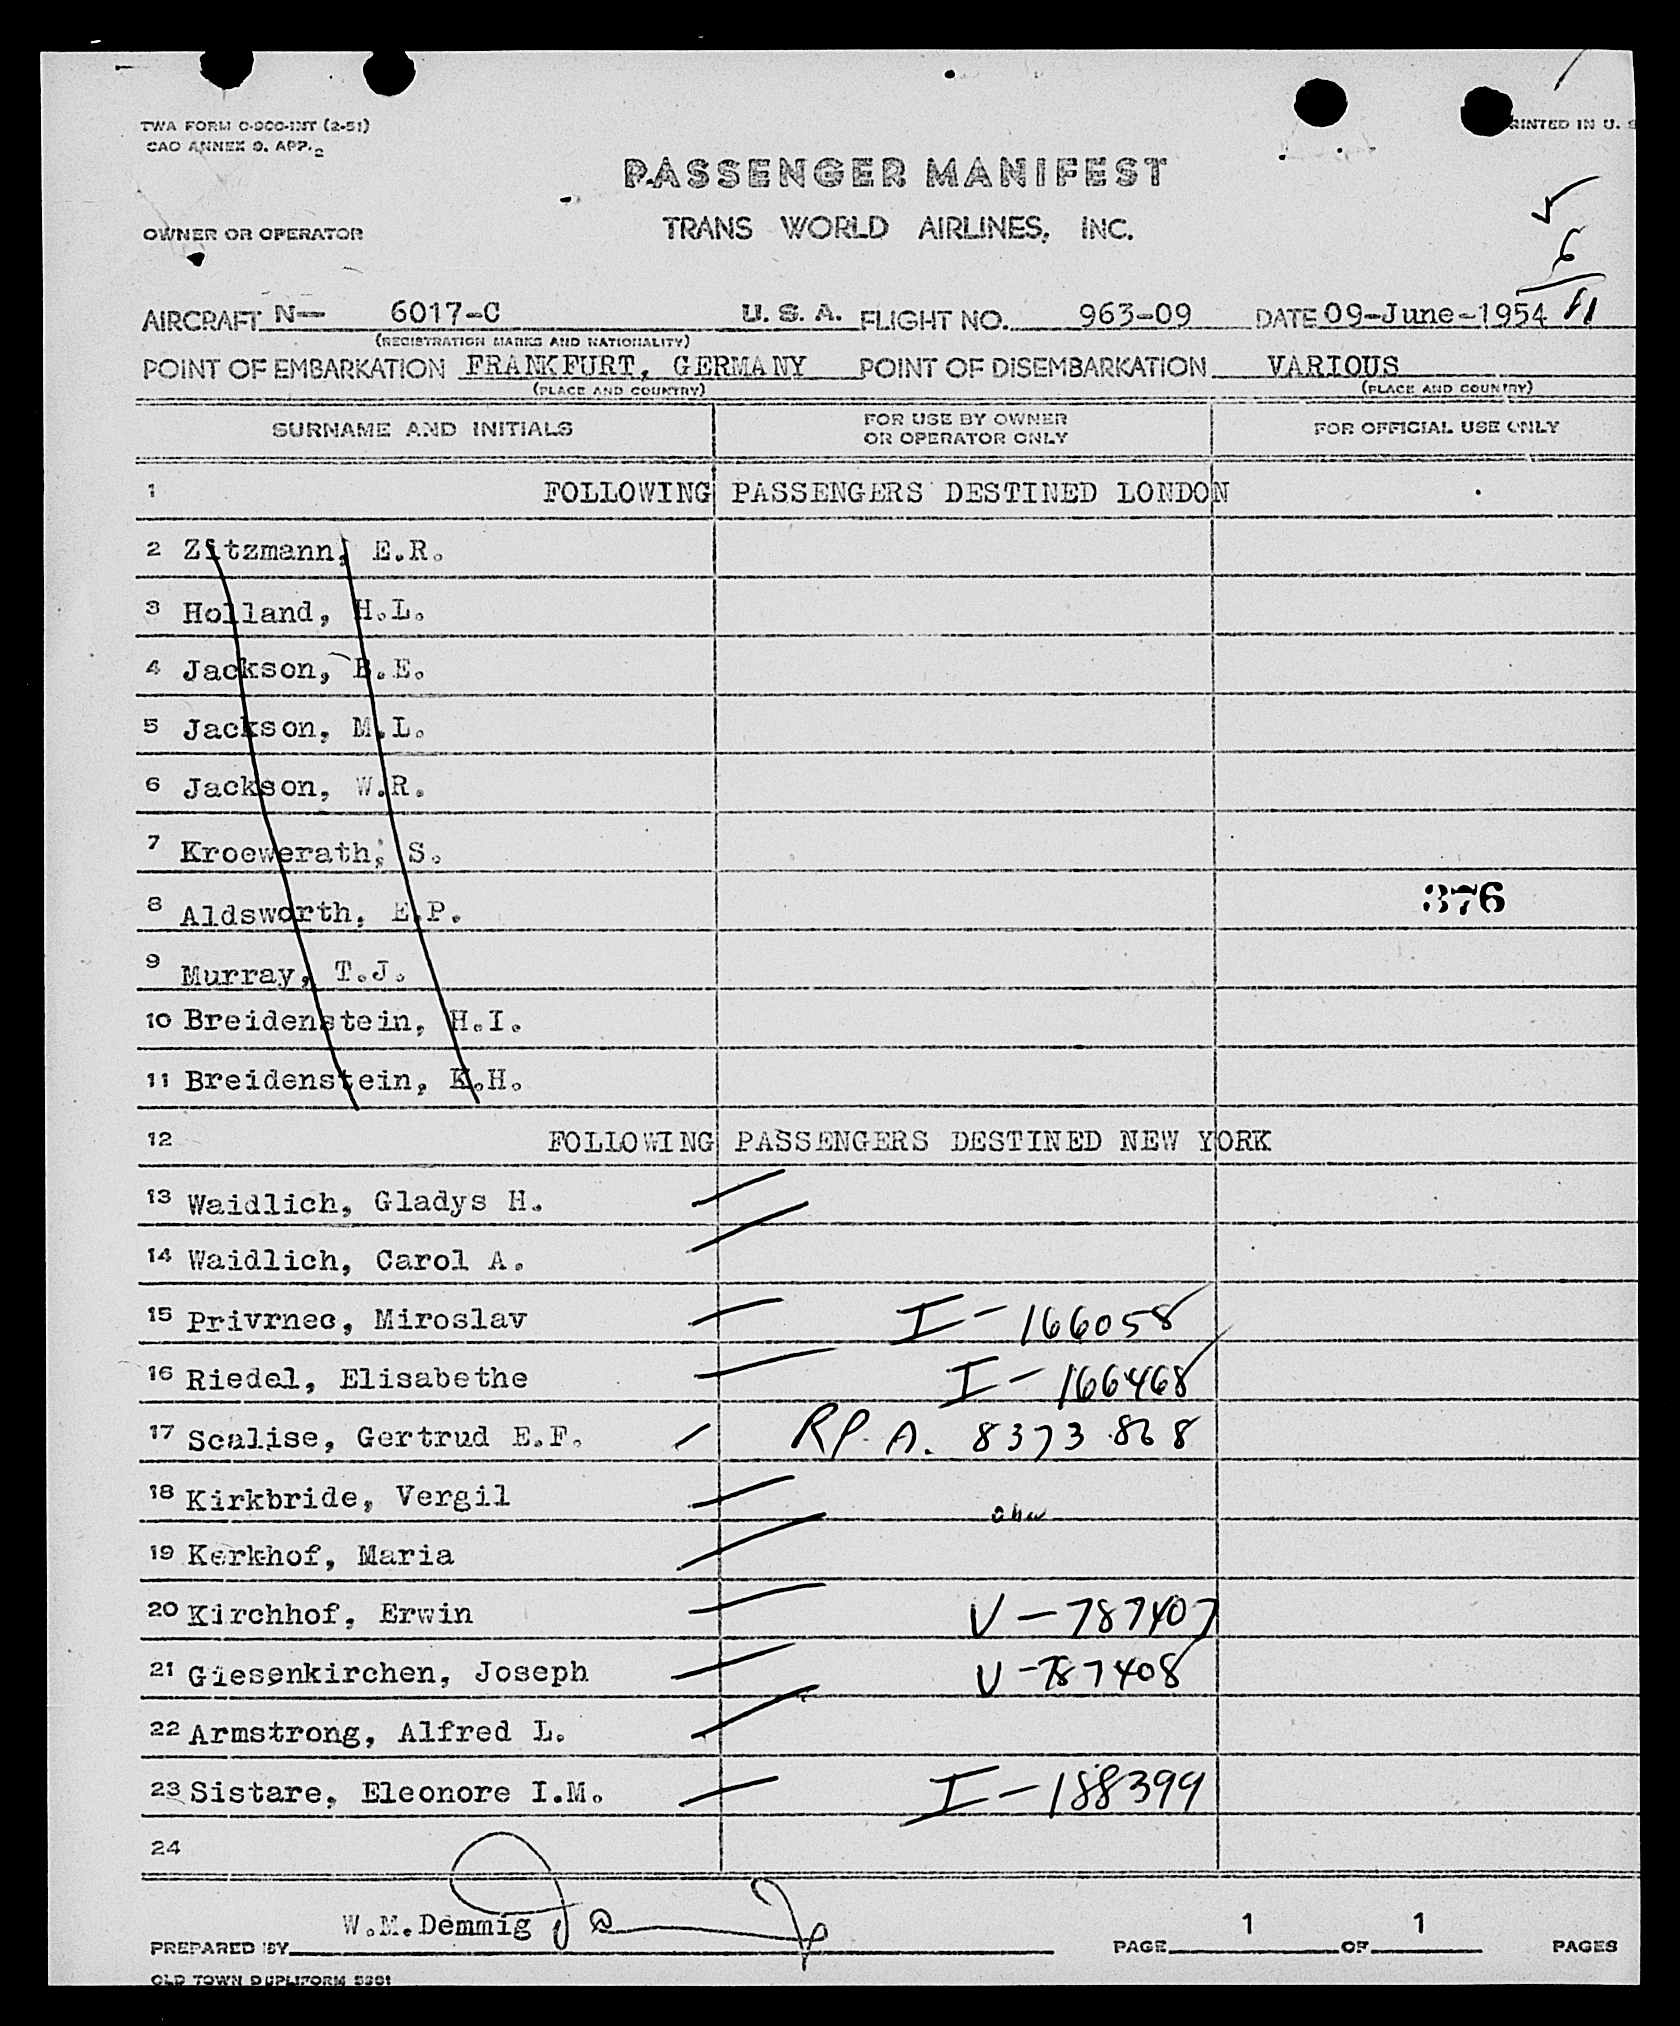 TWA FORM C-900-INT (2-51)
CAO ANNEX 9. APP. 2
PRINTED IN U. S
PASSENGER MANIFEST
OWNER OR OPERATOR
TRANS WORLD AIRLINES, INC.
6
11
AIRCRAFT N— 6017-C U. S. A. FLIGHT NO. 963-09 DATE 09-June-1954
(REGISTRATION MARKS AND NATIONALITY)
POINT OF EMBARKATION FRANKFURT, GERMANY POINT OF DISEMBARKATION VARIOUS
(PLACE AND COUNTRY) (PLACE AND COUNTRY)
SURNAME AND INITIALS FOR USE BY OWNER OR OPERATOR ONLY FOR OFFICIAL USE ONLY
1 FOLLOWING PASSENGERS DESTINED LONDON
2 Zitzmann, E.R.
3 Holland, H.L.
4 Jackson, B.E.
5 Jackson, M.L.
6 Jackson, W.R.
7 Kroewerath, S.
8 Aldsworth, E.P. 376
9 Murray, T.J.
10 Breidenstein, H.I.
11 Breidenstein, K.H.
12 FOLLOWING PASSENGERS DESTINED NEW YORK
13 Waidlich, Gladys H.
14 Waidlich, Carol A.
15 Privrnec, Miroslav I-166058
16 Riedel, Elisabethe I-166468
17 Scalise, Gertrud E.F. RP. A. 8373 868
18 Kirkbride, Vergil
19 Kerkhof, Maria
20 Kirchhof, Erwin V-787407
21 Giesenkirchen, Joseph V-787408
22 Armstrong, Alfred L.
23 Sistare, Eleonore I.M. I-188399
24
PREPARED BY W.M.Demmig PAGE 1 OF 1 PAGES
OLD TOWN DUPLIFORM